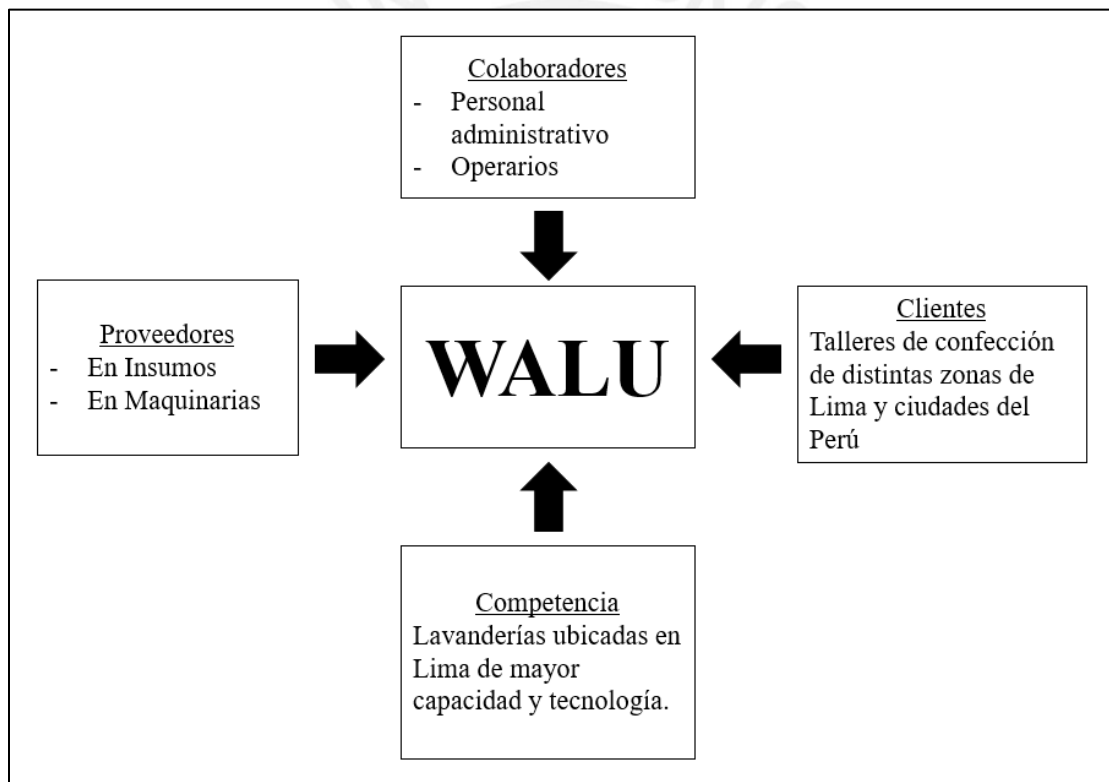 Colaboradores
- Personal
administrativo
- Operarios
Proveedores
- En Insumos
- En Maquinarias
WALU
Clientes
Talleres de confección
de distintas zonas de
Lima y ciudades del
Perú
Competencia
Lavanderías ubicadas en
Lima de mayor
capacidad y tecnología.